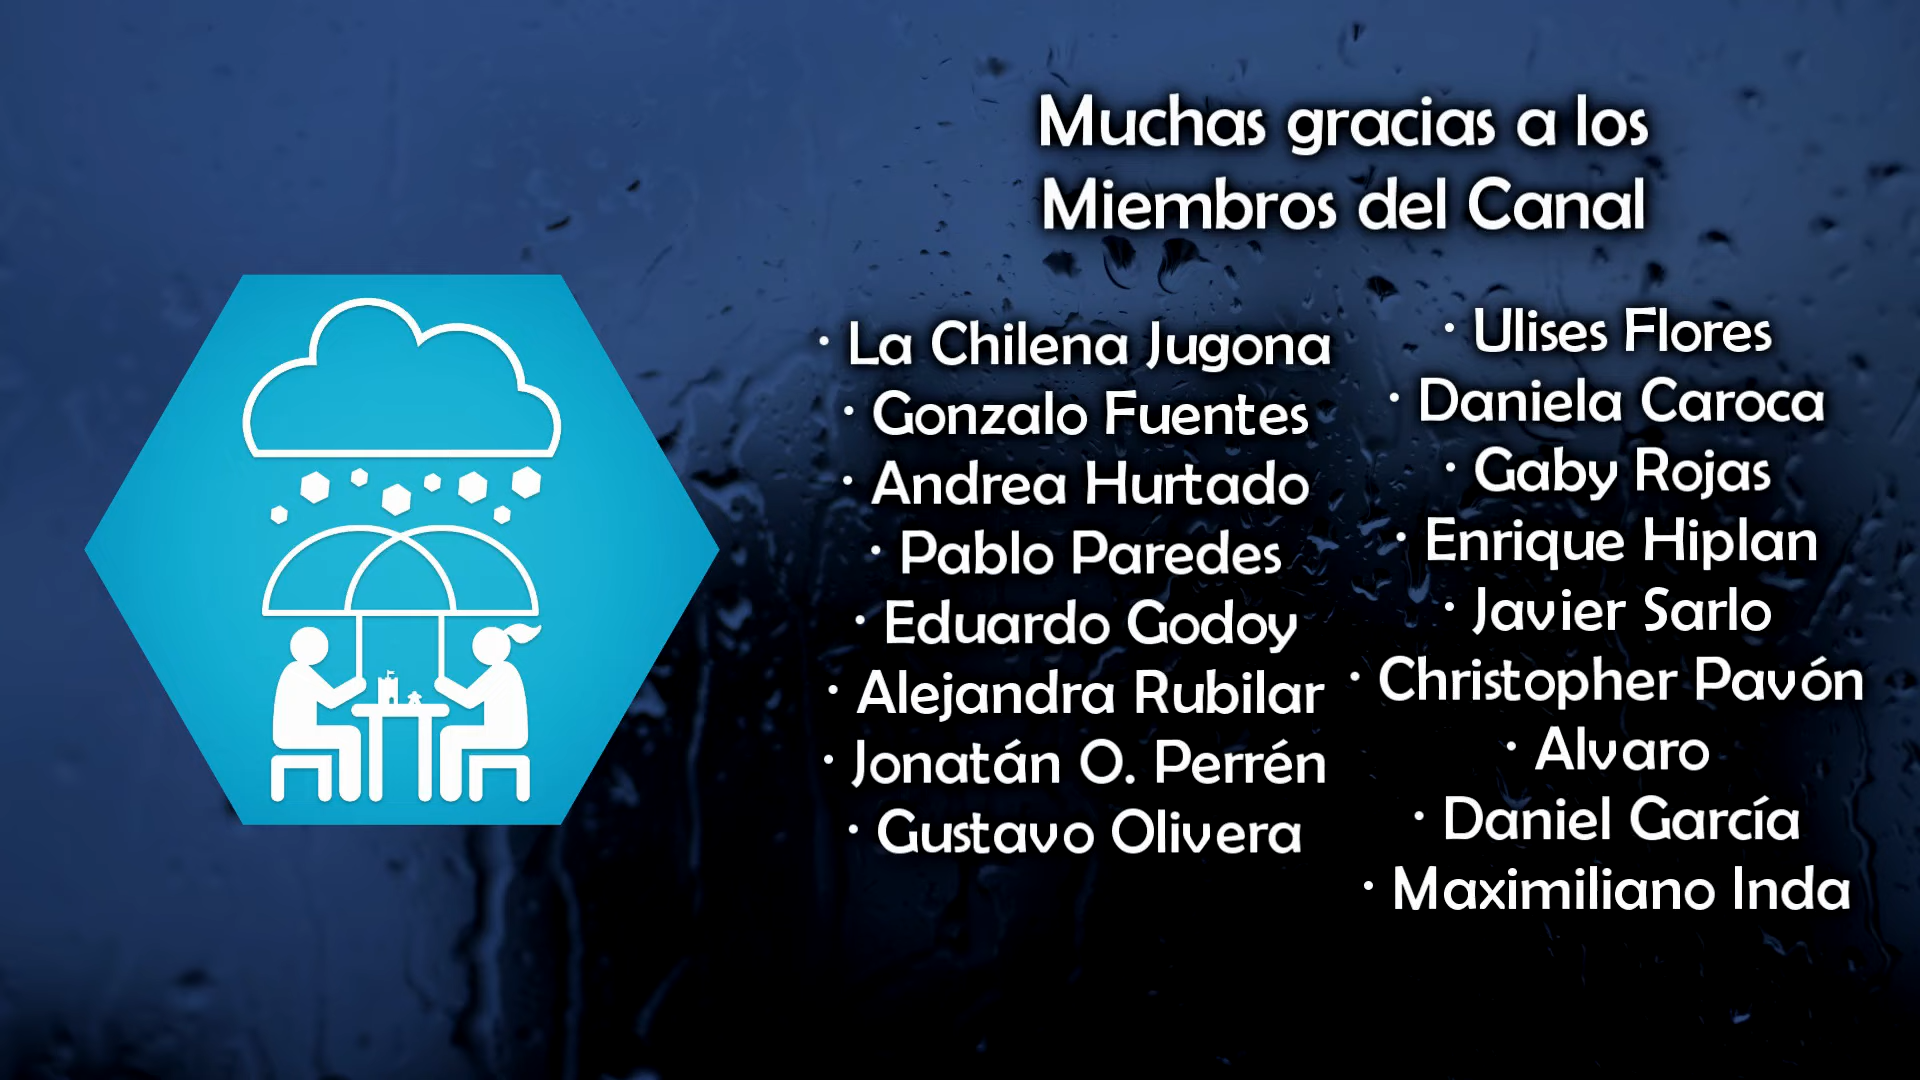 Muchas gracias a los
Miembros del Canal
· La Chilena Jugona
· Gonzalo Fuentes
· Andrea Hurtado
· Pablo Paredes
· Eduardo Godoy
· Alejandra Rubilar
· Jonatán O. Perrén
· Gustavo Olivera
· Ulises Flores
· Daniela Caroca
· Gaby Rojas
· Enrique Hiplan
· Javier Sarlo
· Christopher Pavón
· Alvaro
· Daniel García
· Maximiliano Inda